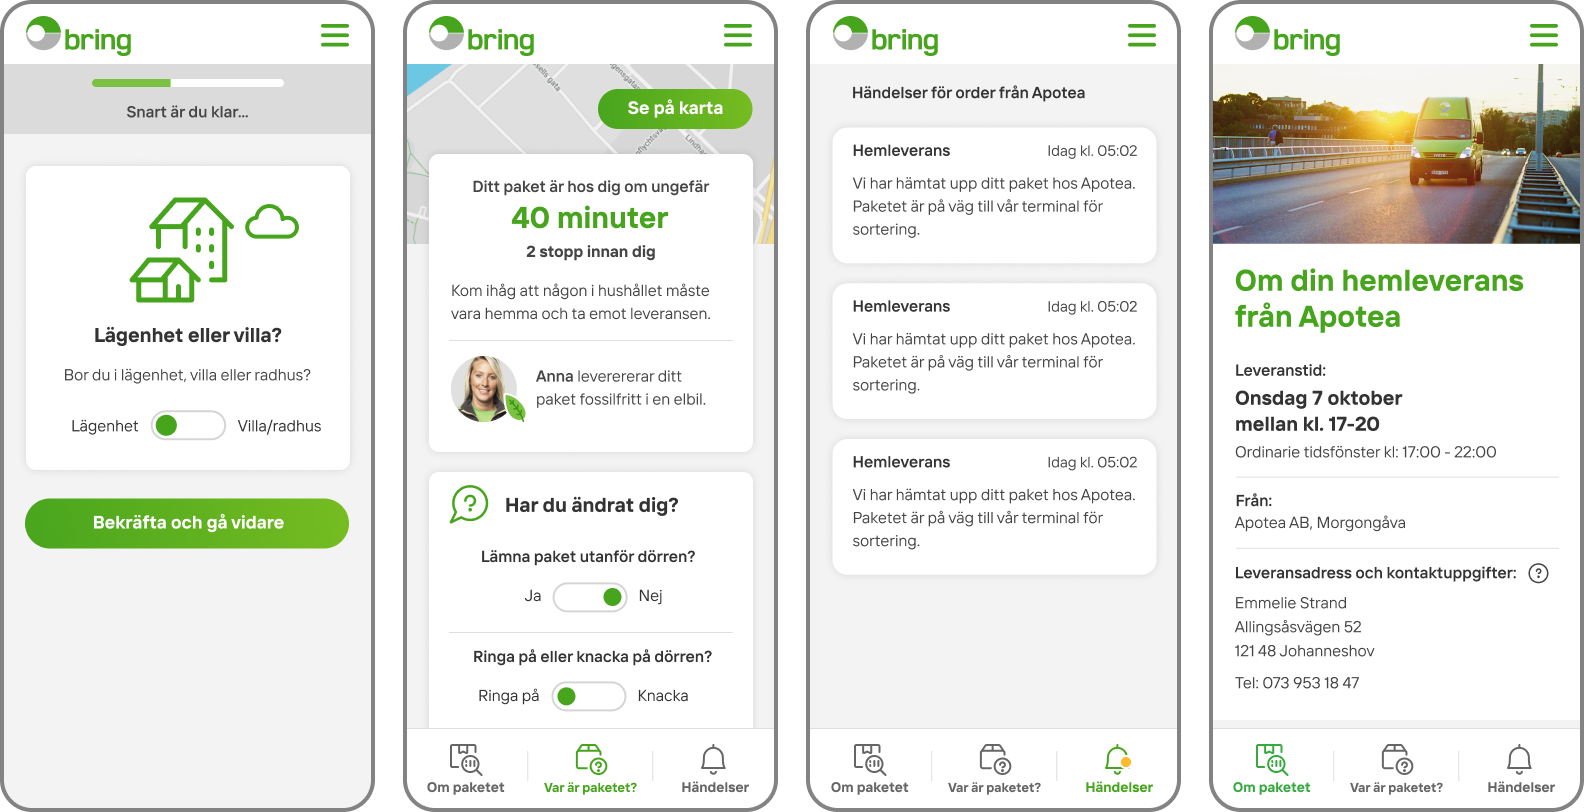 bring
Snart är du klar...
Lägenhet eller villa?
Bor du i lägenhet, villa eller radhus?
Lägenhet Villa/radhus
Bekräfta och gå vidare
bring
Se på karta
Ditt paket är hos dig om ungefär
40 minuter
2 stopp innan dig
Kom ihåg att någon i hushållet måste
vara hemma och ta emot leveransen.
Anna levererar ditt
paket fossilfritt i en elbil.
Har du ändrat dig?
Lämna paket utanför dörren?
Ja Nej
Ringa på eller knacka på dörren?
Ringa på Knacka
Om paketet Var är paketet? Händelser
bring
Händelser för order från Apotea
Hemleverans Idag kl. 05:02
Vi har hämtat upp ditt paket hos Apotea.
Paketet är på väg till vår terminal för
sortering.
Hemleverans Idag kl. 05:02
Vi har hämtat upp ditt paket hos Apotea.
Paketet är på väg till vår terminal för
sortering.
Hemleverans Idag kl. 05:02
Vi har hämtat upp ditt paket hos Apotea.
Paketet är på väg till vår terminal för
sortering.
Om paketet Var är paketet? Händelser
bring
Om din hemleverans
från Apotea
Leveranstid:
Onsdag 7 oktober
mellan kl. 17-20
Ordinarie tidsfönster kl: 17:00 - 22:00
Från:
Apotea AB, Morgongåva
Leveransadress och kontaktuppgifter:
Emmelie Strand
Allingsåsvägen 52
121 48 Johanneshov
Tel: 073 953 18 47
Om paketet Var är paketet? Händelser